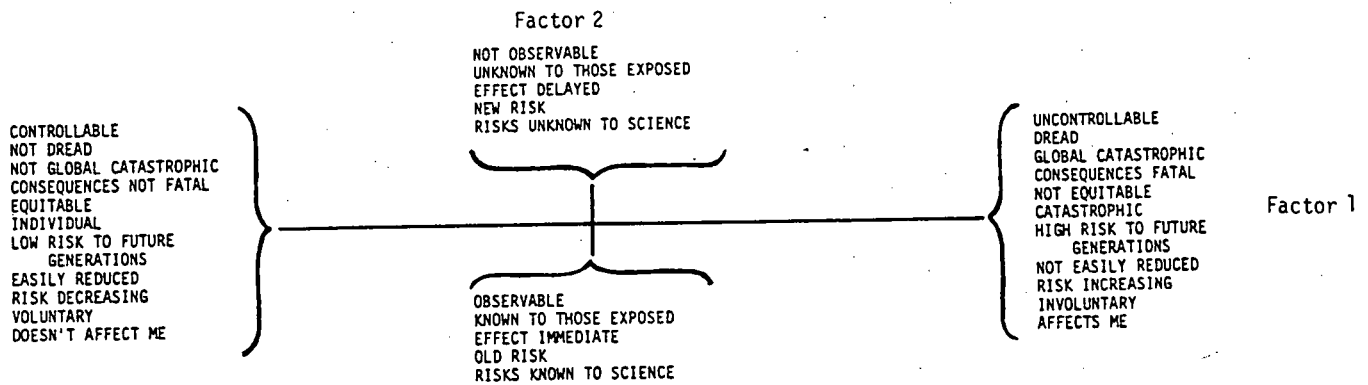 Factor 2
NOT OBSERVABLE
UNKNOWN TO THOSE EXPOSED
EFFECT DELAYED
NEW RISK
RISKS UNKNOWN TO SCIENCE
CONTROLLABLE
NOT DREAD
NOT GLOBAL CATASTROPHIC
CONSEQUENCES NOT FATAL
EQUITABLE
INDIVIDUAL
LOW RISK TO FUTURE
GENERATIONS
EASILY REDUCED
RISK DECREASING
VOLUNTARY
DOESN'T AFFECT ME
UNCONTROLLABLE
DREAD
GLOBAL CATASTROPHIC
CONSEQUENCES FATAL
NOT EQUITABLE
CATASTROPHIC
HIGH RISK TO FUTURE
GENERATIONS
NOT EASILY REDUCED
RISK INCREASING
INVOLUNTARY
AFFECTS ME
Factor 1
OBSERVABLE
KNOWN TO THOSE EXPOSED
EFFECT IMMEDIATE
OLD RISK
RISKS KNOWN TO SCIENCE